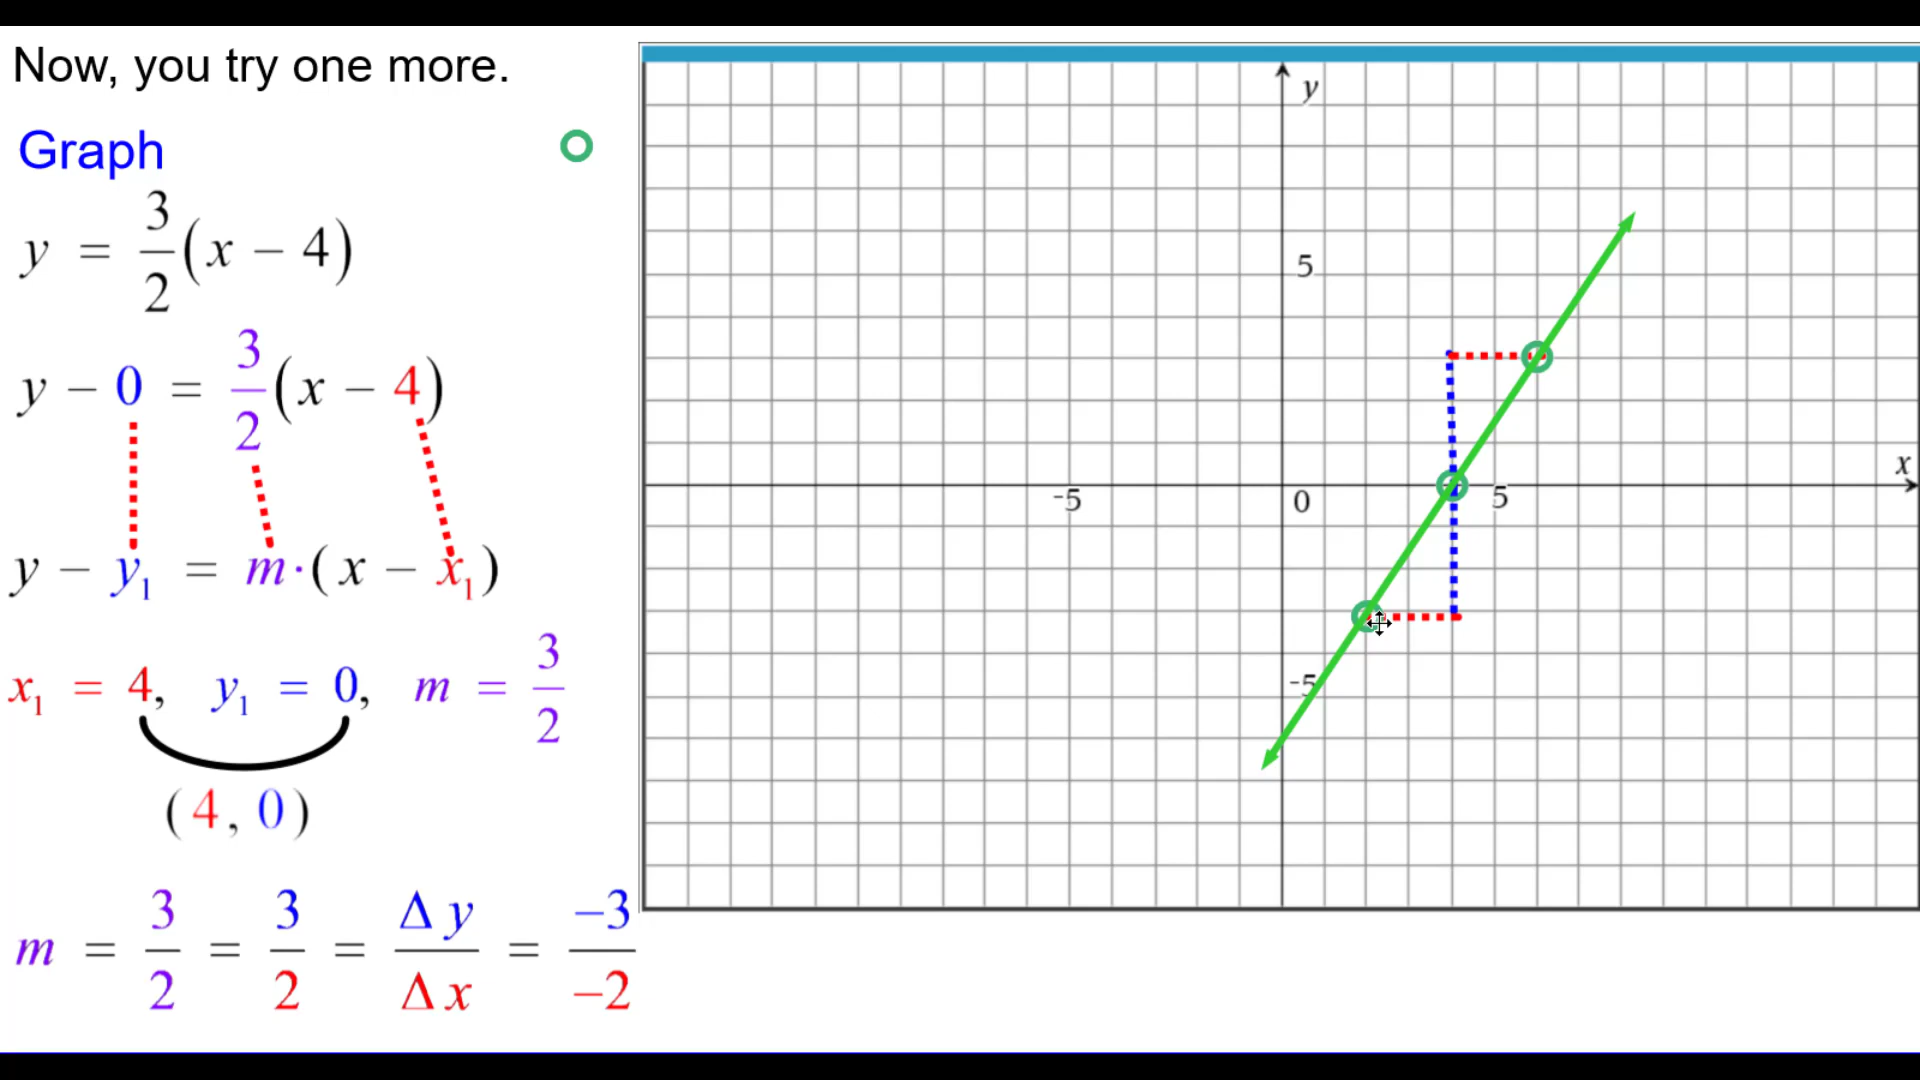 Now, you try one more.
Graph
y = 3/2 (x − 4)
y − 0 = 3/2 (x − 4)
y − y₁ = m·(x − x₁)
x₁ = 4, y₁ = 0, m = 3/2
(4, 0)
m = 3/2 = 3/2 = Δy/Δx = −3/−2
y
5
x
-5 0 5
-5